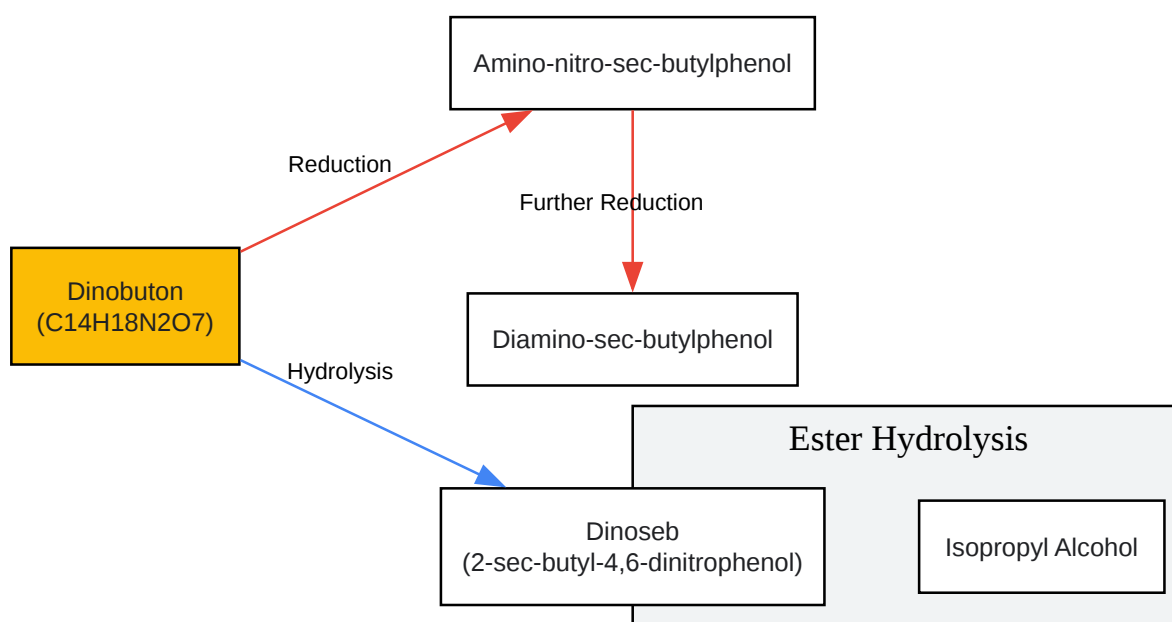 Amino-nitro-sec-butylphenol
Reduction
Further Reduction
Dinobuton
(C14H18N2O7)
Diamino-sec-butylphenol
Hydrolysis
Ester Hydrolysis
Dinoseb
(2-sec-butyl-4,6-dinitrophenol)
Isopropyl Alcohol